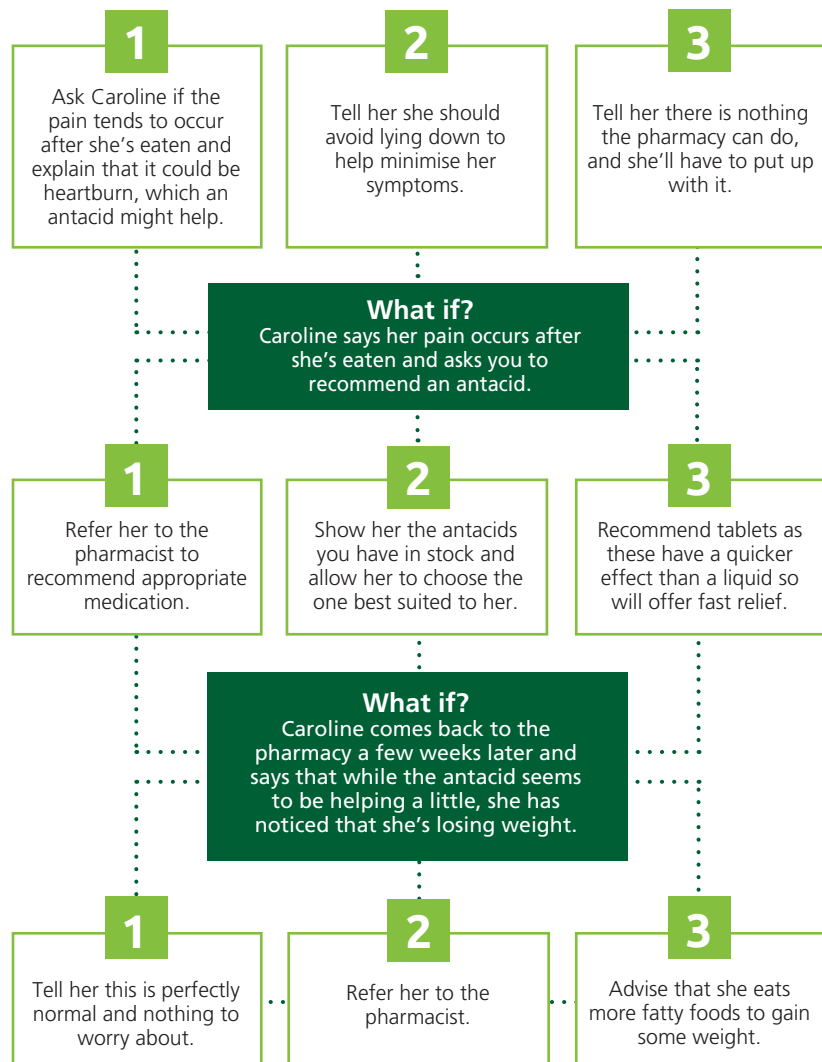 1
Ask Caroline if the
pain tends to occur
after she's eaten and
explain that it could be
heartburn, which an
antacid might help.
2
Tell her she should
avoid lying down to
help minimise her
symptoms.
3
Tell her there is nothing
the pharmacy can do,
and she'll have to put up
with it.
What if?
Caroline says her pain occurs after
she's eaten and asks you to
recommend an antacid.
1
Refer her to the
pharmacist to
recommend appropriate
medication.
2
Show her the antacids
you have in stock and
allow her to choose the
one best suited to her.
3
Recommend tablets as
these have a quicker
effect than a liquid so
will offer fast relief.
What if?
Caroline comes back to the
pharmacy a few weeks later and
says that while the antacid seems
to be helping a little, she has
noticed that she's losing weight.
1
Tell her this is perfectly
normal and nothing to
worry about.
2
Refer her to the
pharmacist.
3
Advise that she eats
more fatty foods to gain
some weight.